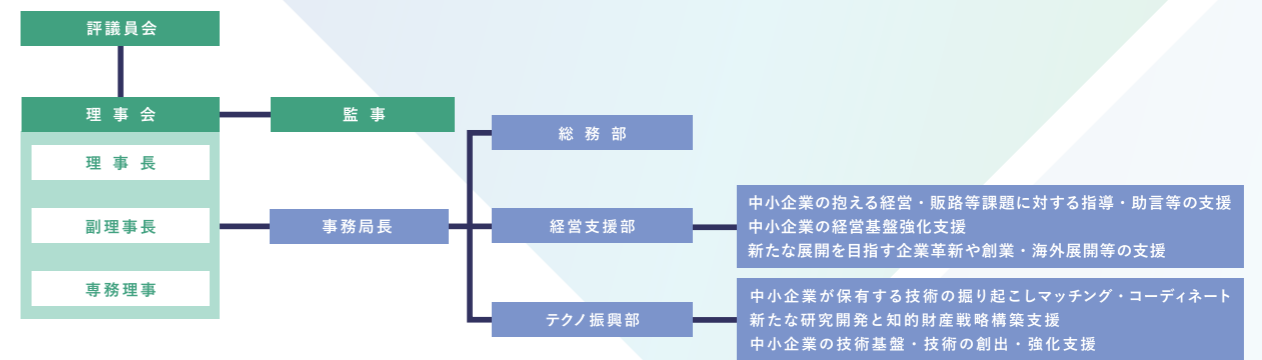 評議員会
理事会
監事
理事長
副理事長
専務理事
事務局長
総務部
経営支援部
中小企業の抱える経営・販路等課題に対する指導・助言等の支援
中小企業の経営基盤強化支援
新たな展開を目指す企業革新や創業・海外展開等の支援
テクノ振興部
中小企業が保有する技術の掘り起こしマッチング・コーディネート
新たな研究開発と知的財産戦略構築支援
中小企業の技術基盤・技術の創出・強化支援